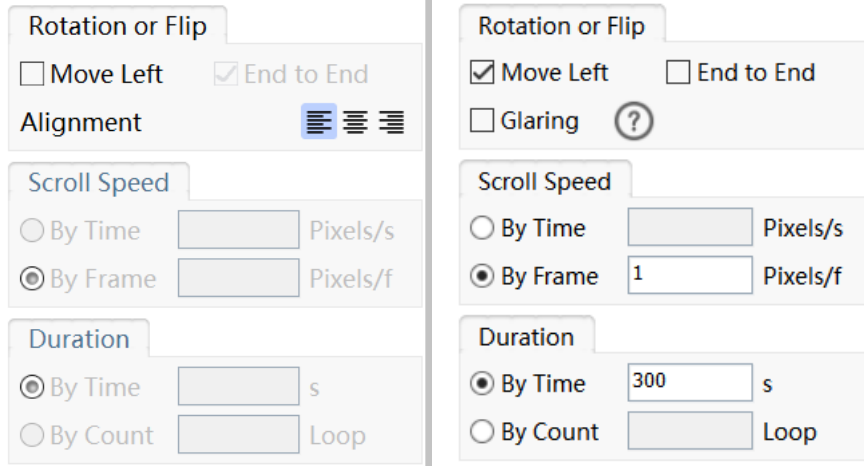 Rotation or Flip
Move Left End to End
Alignment
Scroll Speed
By Time Pixels/s
By Frame Pixels/f
Duration
By Time s
By Count Loop
Rotation or Flip
Move Left End to End
Glaring ?
Scroll Speed
By Time Pixels/s
By Frame 1 Pixels/f
Duration
By Time 300 s
By Count Loop